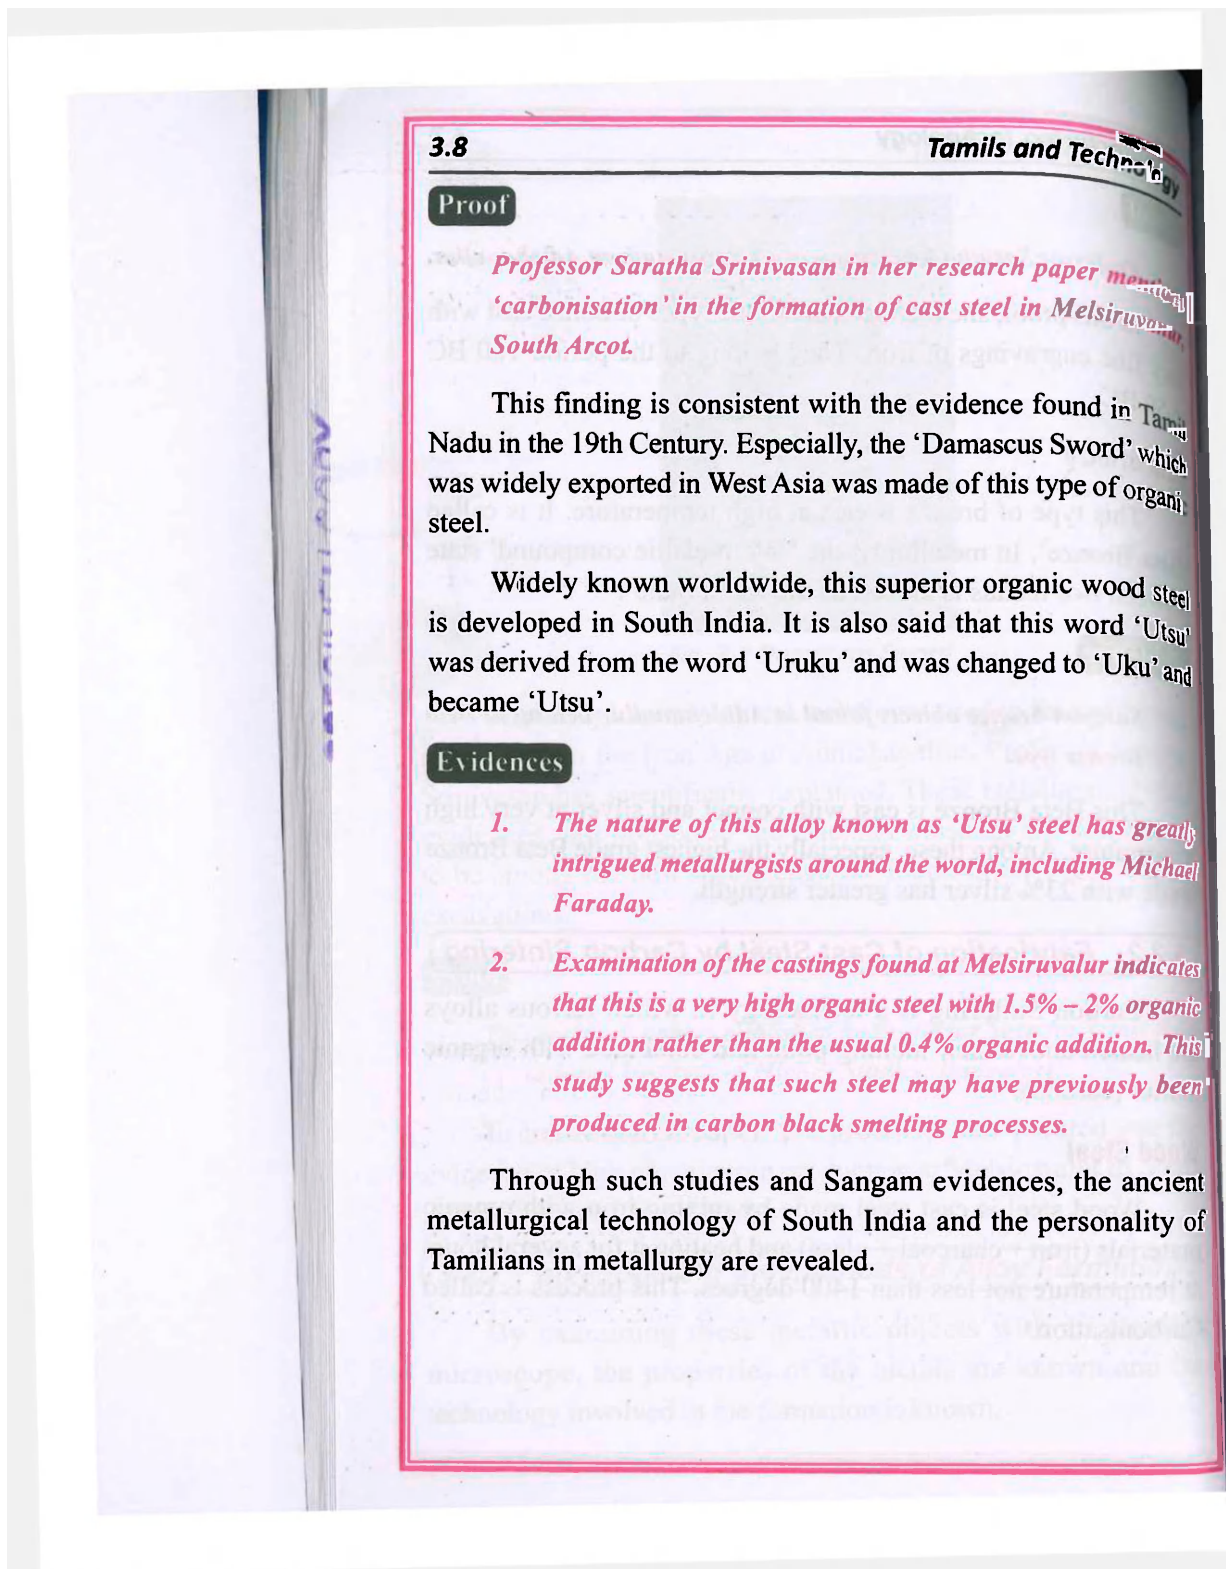 3.8 Tamils and Technology
Proof
Professor Saratha Srinivasan in her research paper
‘carbonisation’ in the formation of cast steel in Melsiruvalur,
South Arcot.
This finding is consistent with the evidence found in Tamil
Nadu in the 19th Century. Especially, the ‘Damascus Sword’ which
was widely exported in West Asia was made of this type of organic
steel.
Widely known worldwide, this superior organic wood steel
is developed in South India. It is also said that this word ‘Utsu’
was derived from the word ‘Uruku’ and was changed to ‘Uku’ and
became ‘Utsu’.
Evidences
1. The nature of this alloy known as ‘Utsu’ steel has greatly
intrigued metallurgists around the world, including Michael
Faraday.
2. Examination of the castings found at Melsiruvalur indicates
that this is a very high organic steel with 1.5% – 2% organic
addition rather than the usual 0.4% organic addition. This
study suggests that such steel may have previously been
produced in carbon black smelting processes.
Through such studies and Sangam evidences, the ancient
metallurgical technology of South India and the personality of
Tamilians in metallurgy are revealed.